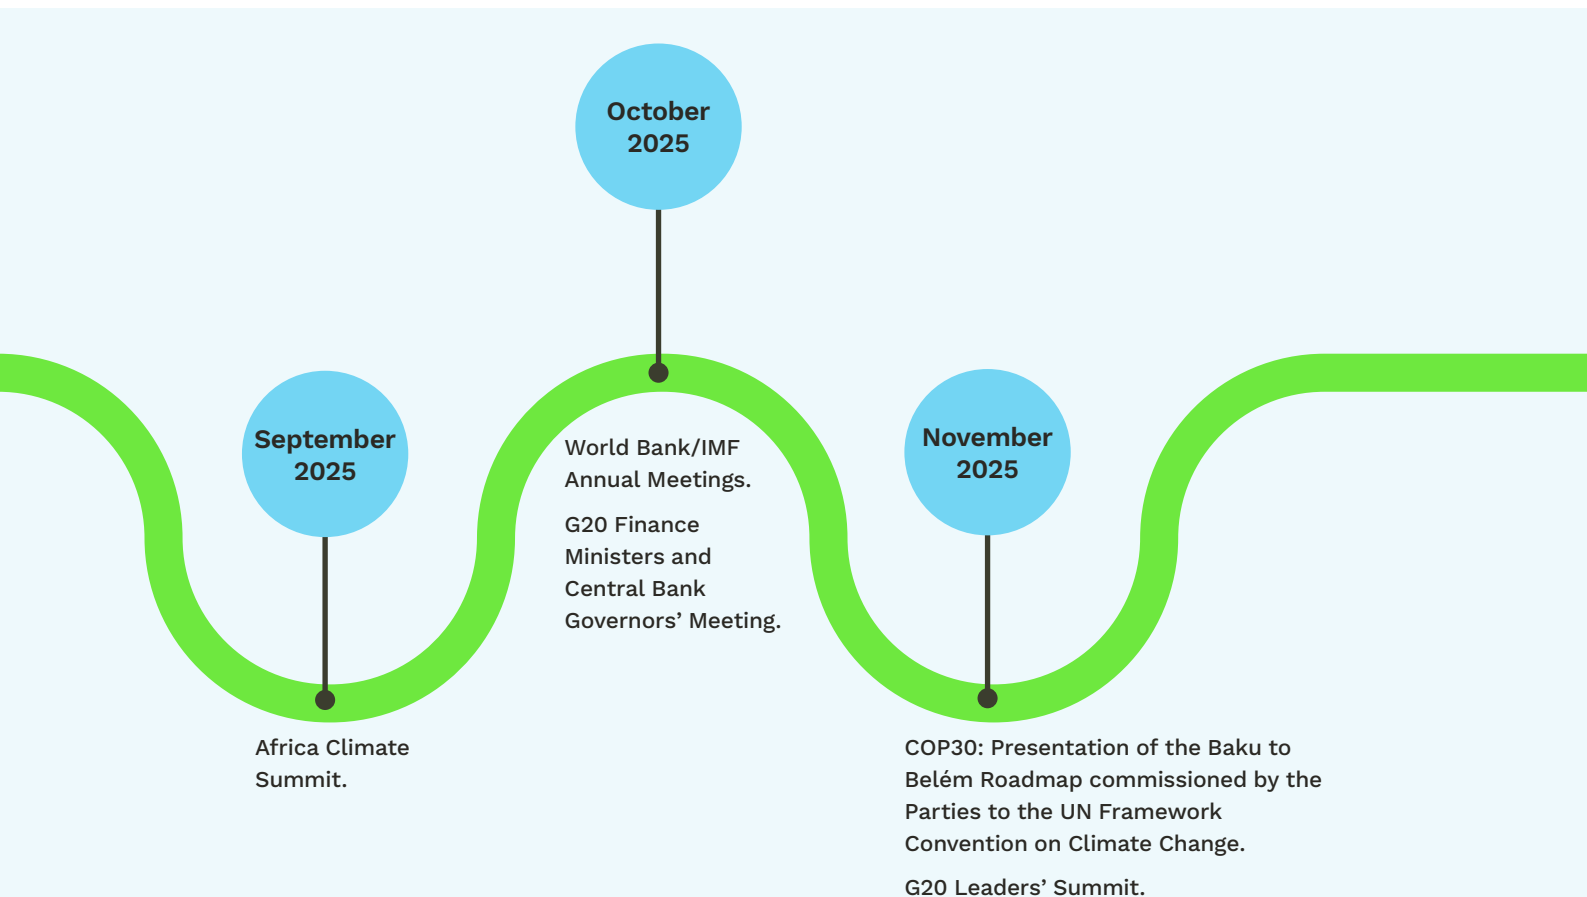 October
2025
September
2025
World Bank/IMF
Annual Meetings.
G20 Finance
Ministers and
Central Bank
Governors’ Meeting.
November
2025
Africa Climate
Summit.
COP30: Presentation of the Baku to
Belém Roadmap commissioned by the
Parties to the UN Framework
Convention on Climate Change.
G20 Leaders’ Summit.